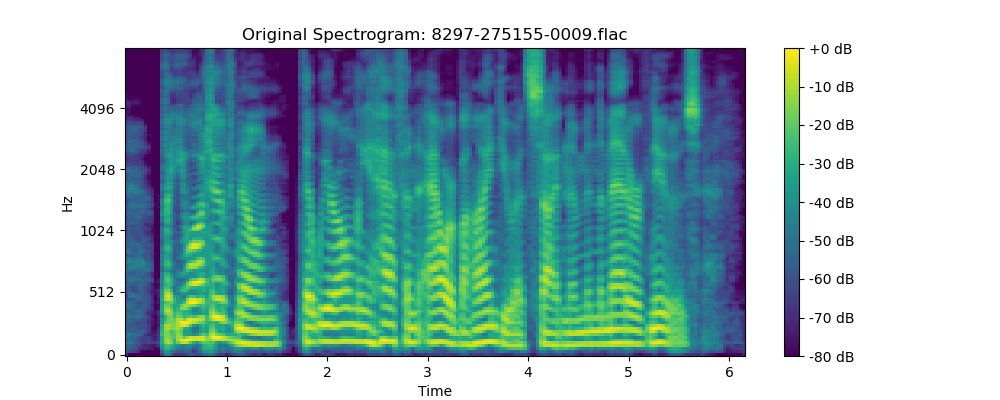 Original Spectrogram: 8297-275155-0009.flac
Hz
4096
2048
1024
512
0
0 1 2 3 4 5 6
Time
+0 dB
-10 dB
-20 dB
-30 dB
-40 dB
-50 dB
-60 dB
-70 dB
-80 dB